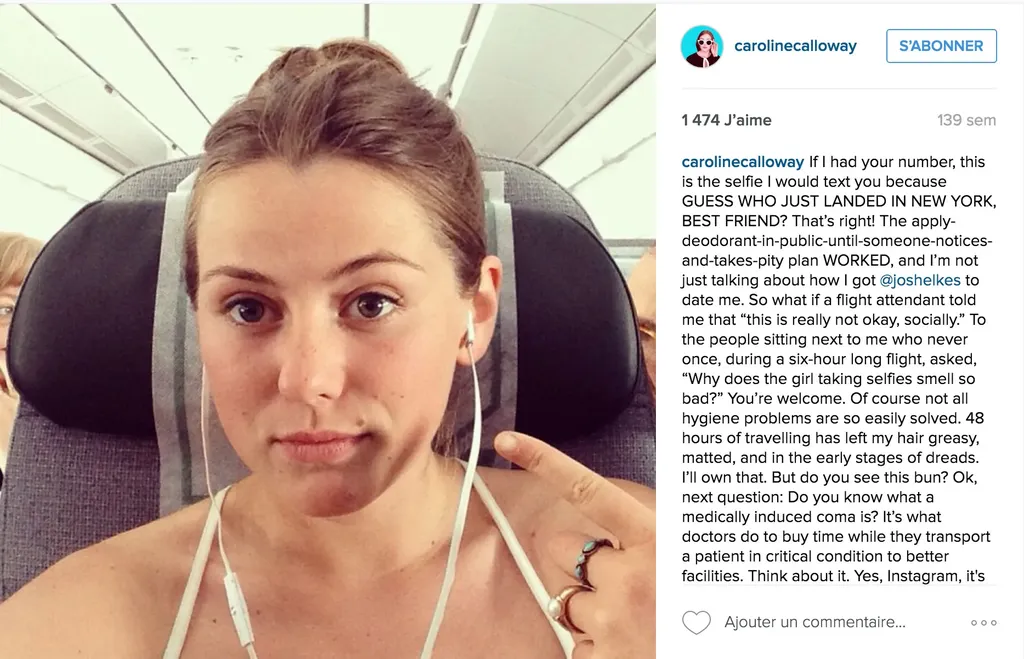 carolinecalloway
S'ABONNER
1 474 J'aime
139 sem
carolinecalloway If I had your number, this
is the selfie I would text you because
GUESS WHO JUST LANDED IN NEW YORK,
BEST FRIEND? That's right! The apply-
deodorant-in-public-until-someone-notices-
and-takes-pity plan WORKED, and I'm not
just talking about how I got @joshelkes to
date me. So what if a flight attendant told
me that “this is really not okay, socially.” To
the people sitting next to me who never
once, during a six-hour long flight, asked,
“Why does the girl taking selfies smell so
bad?” You're welcome. Of course not all
hygiene problems are so easily solved. 48
hours of travelling has left my hair greasy,
matted, and in the early stages of dreads.
I'll own that. But do you see this bun? Ok,
next question: Do you know what a
medically induced coma is? It's what
doctors do to buy time while they transport
a patient in critical condition to better
facilities. Think about it. Yes, Instagram, it's
Ajouter un commentaire...